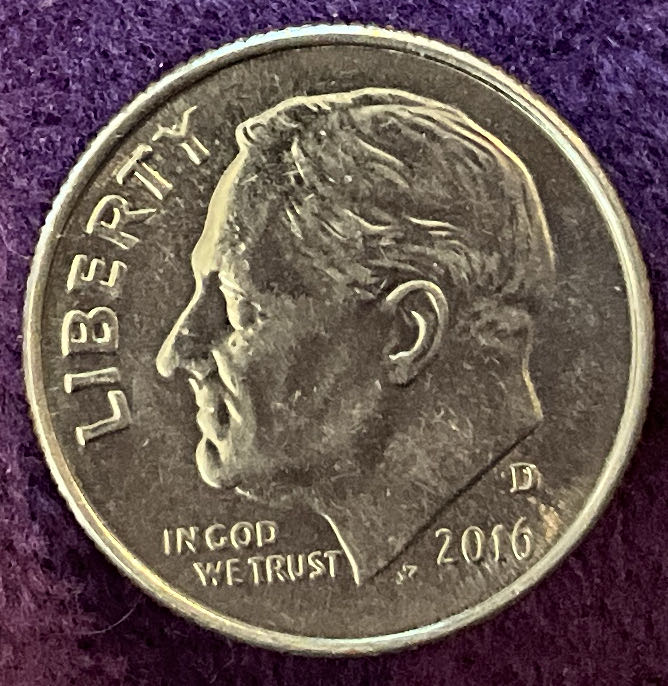 LIBERTY
IN GOD
WE TRUST
D
2016